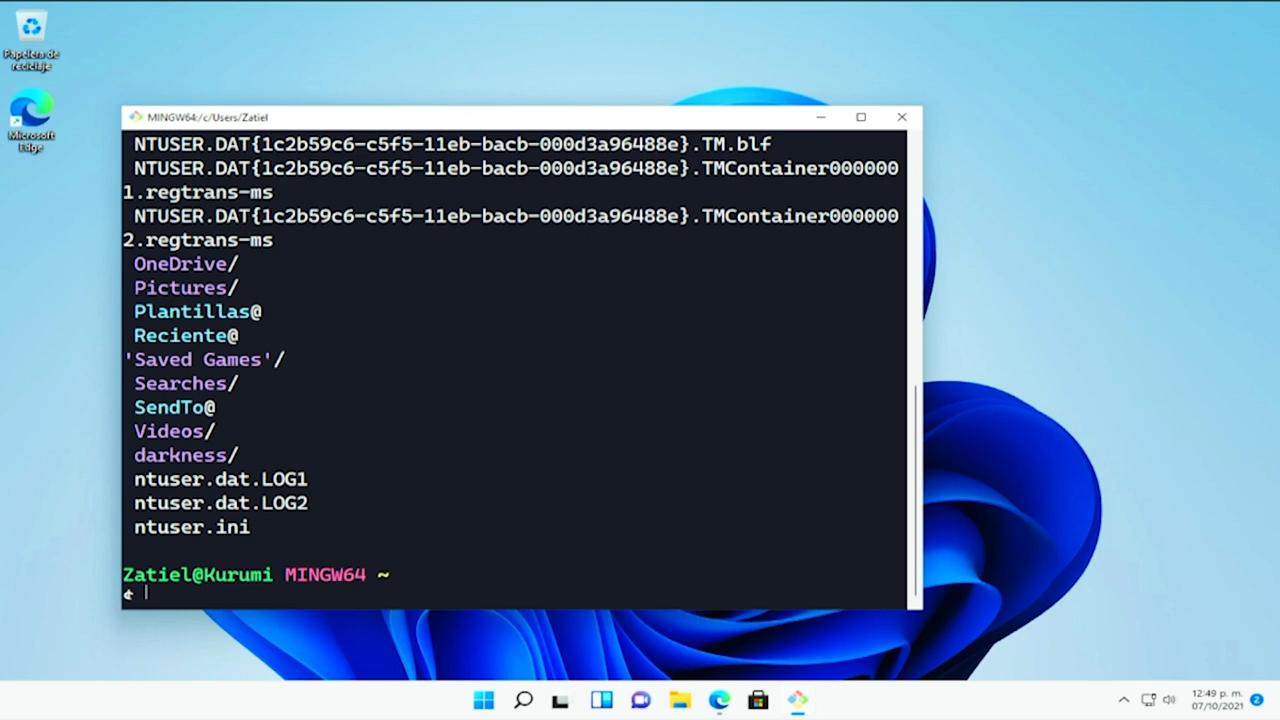 Papelera de
reciclaje
Microsoft
Edge
MINGW64:/c/Users/Zatiel
NTUSER.DAT{1c2b59c6-c5f5-11eb-bacb-000d3a96488e}.TM.blf
NTUSER.DAT{1c2b59c6-c5f5-11eb-bacb-000d3a96488e}.TMContainer000000
1.regtrans-ms
NTUSER.DAT{1c2b59c6-c5f5-11eb-bacb-000d3a96488e}.TMContainer000000
2.regtrans-ms
OneDrive/
Pictures/
Plantillas@
Reciente@
'Saved Games'/
Searches/
SendTo@
Videos/
darkness/
ntuser.dat.LOG1
ntuser.dat.LOG2
ntuser.ini
Zatiel@Kurumi MINGW64 ~
12:49 p. m.
07/10/2021
2